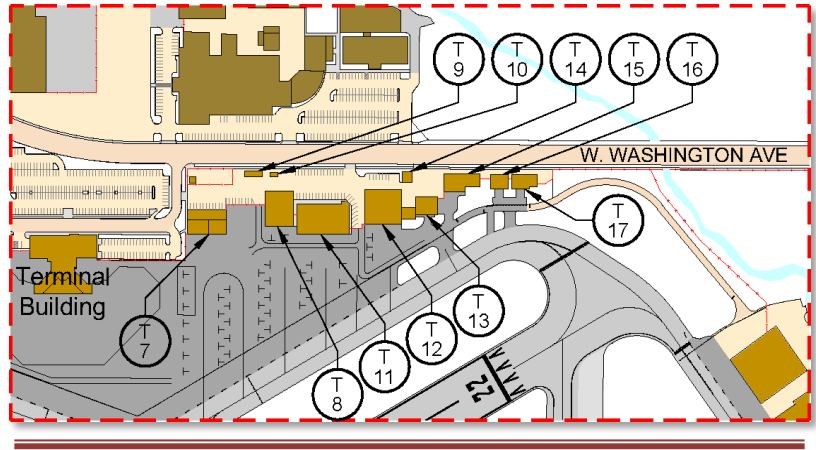 T
9
T
10
T
14
T
15
T
16
W. WASHINGTON AVE
T
17
Terminal
Building
T
7
T
8
T
11
T
12
T
13
22